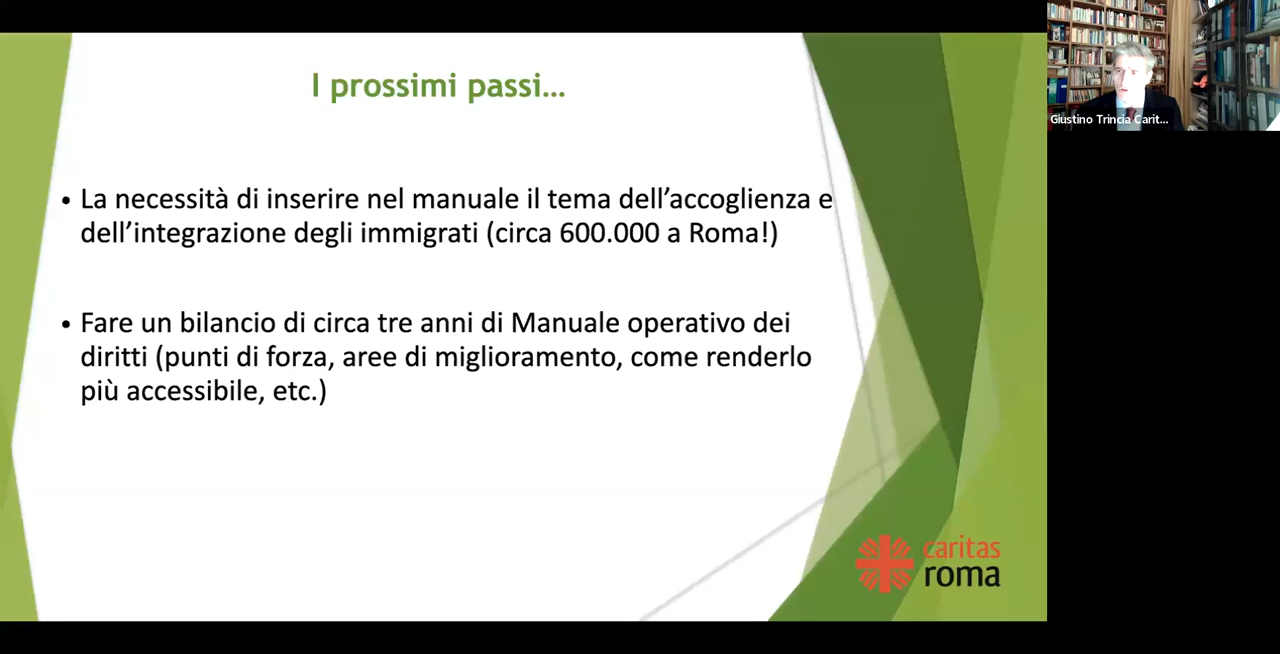 I prossimi passi...
• La necessità di inserire nel manuale il tema dell'accoglienza e
dell'integrazione degli immigrati (circa 600.000 a Roma!)
• Fare un bilancio di circa tre anni di Manuale operativo dei
diritti (punti di forza, aree di miglioramento, come renderlo
più accessibile, etc.)
caritas
roma
Giustino Trincia Carit...